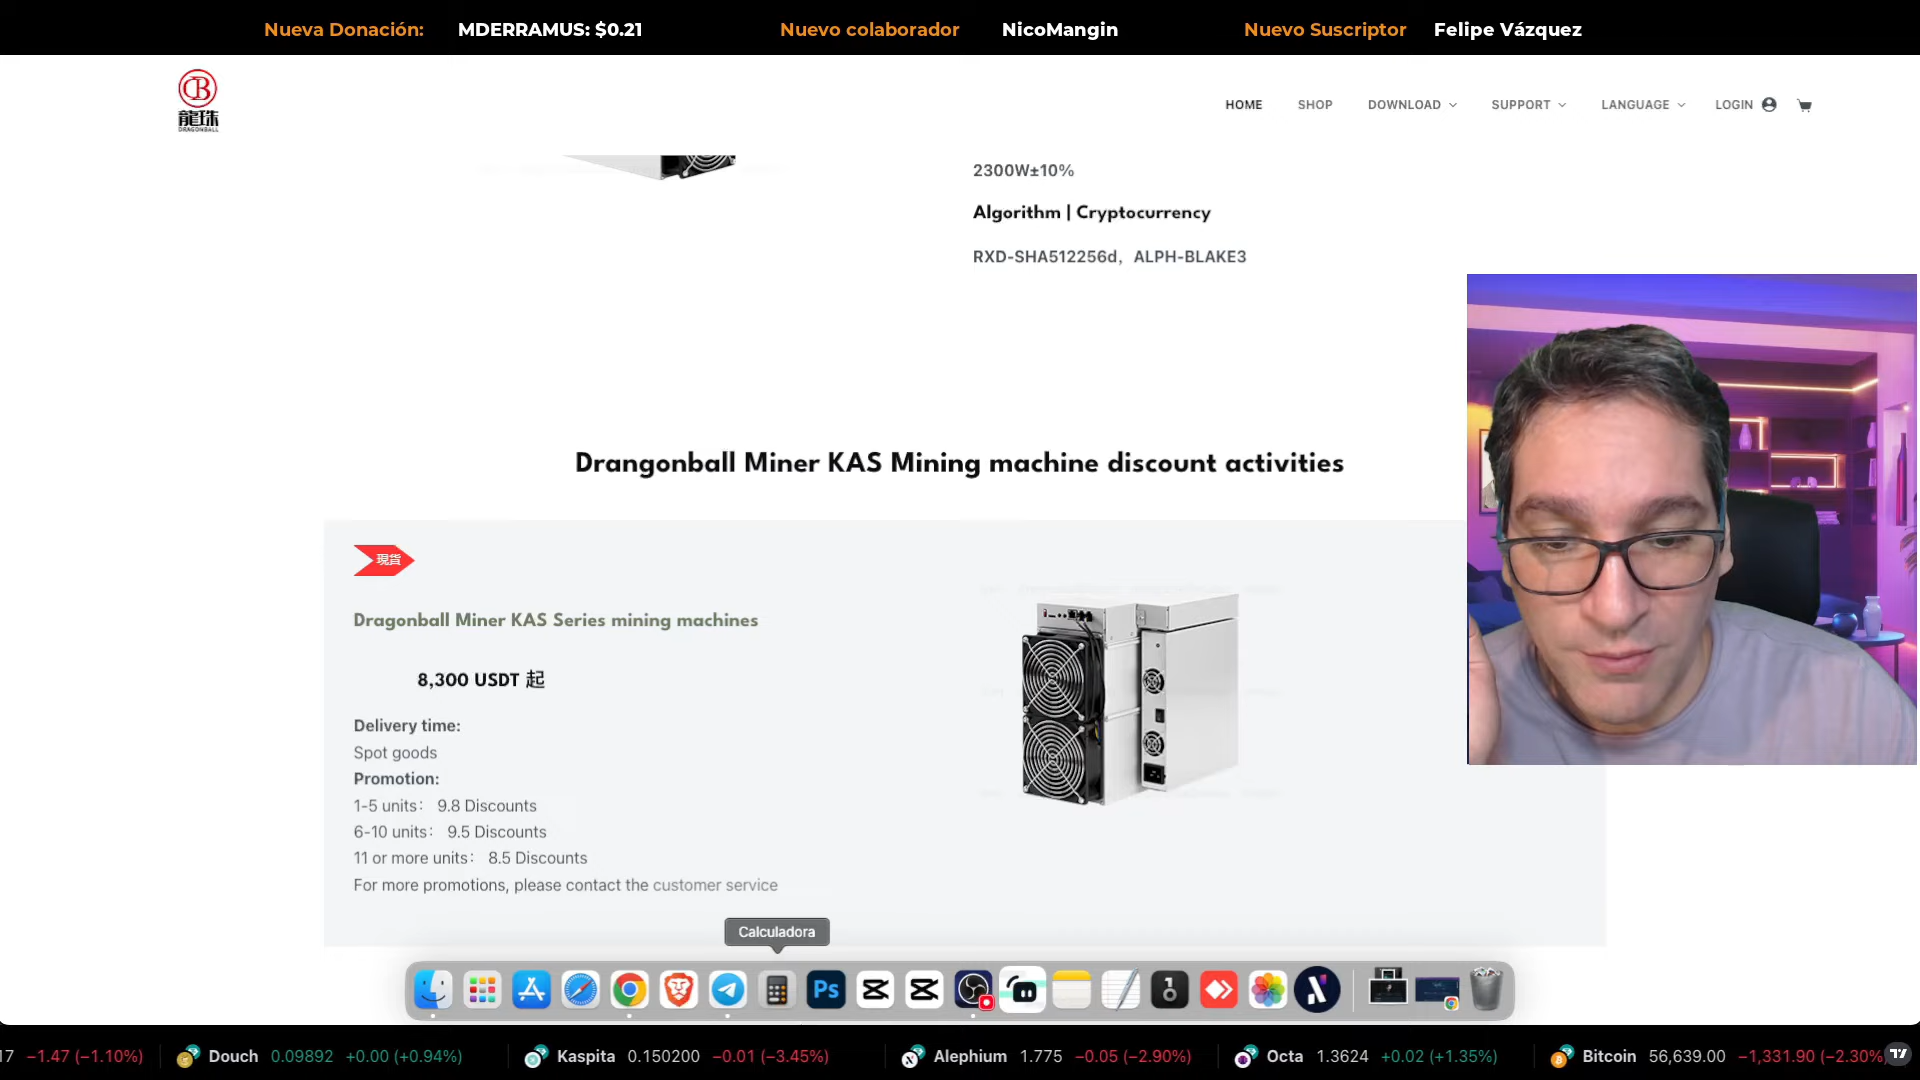 Nueva Donación: MDERRAMUS: $0.21 Nuevo colaborador NicoMangin Nuevo Suscriptor Felipe Vázquez
CB
龍珠
DRAGONBALL
HOME SHOP DOWNLOAD SUPPORT LANGUAGE LOGIN
2300W±10%
Algorithm | Cryptocurrency
RXD-SHA512256d，ALPH-BLAKE3
Drangonball Miner KAS Mining machine discount activities
現貨
Dragonball Miner KAS Series mining machines
8,300 USDT 起
Delivery time:
Spot goods
Promotion:
1-5 units： 9.8 Discounts
6-10 units： 9.5 Discounts
11 or more units： 8.5 Discounts
For more promotions, please contact the customer service
Calculadora
Ps
17 −1.47 (−1.10%) Douch 0.09892 +0.00 (+0.94%) Kaspita 0.150200 −0.01 (−3.45%) Alephium 1.775 −0.05 (−2.90%) Octa 1.3624 +0.02 (+1.35%) Bitcoin 56,639.00 −1,331.90 (−2.30%)